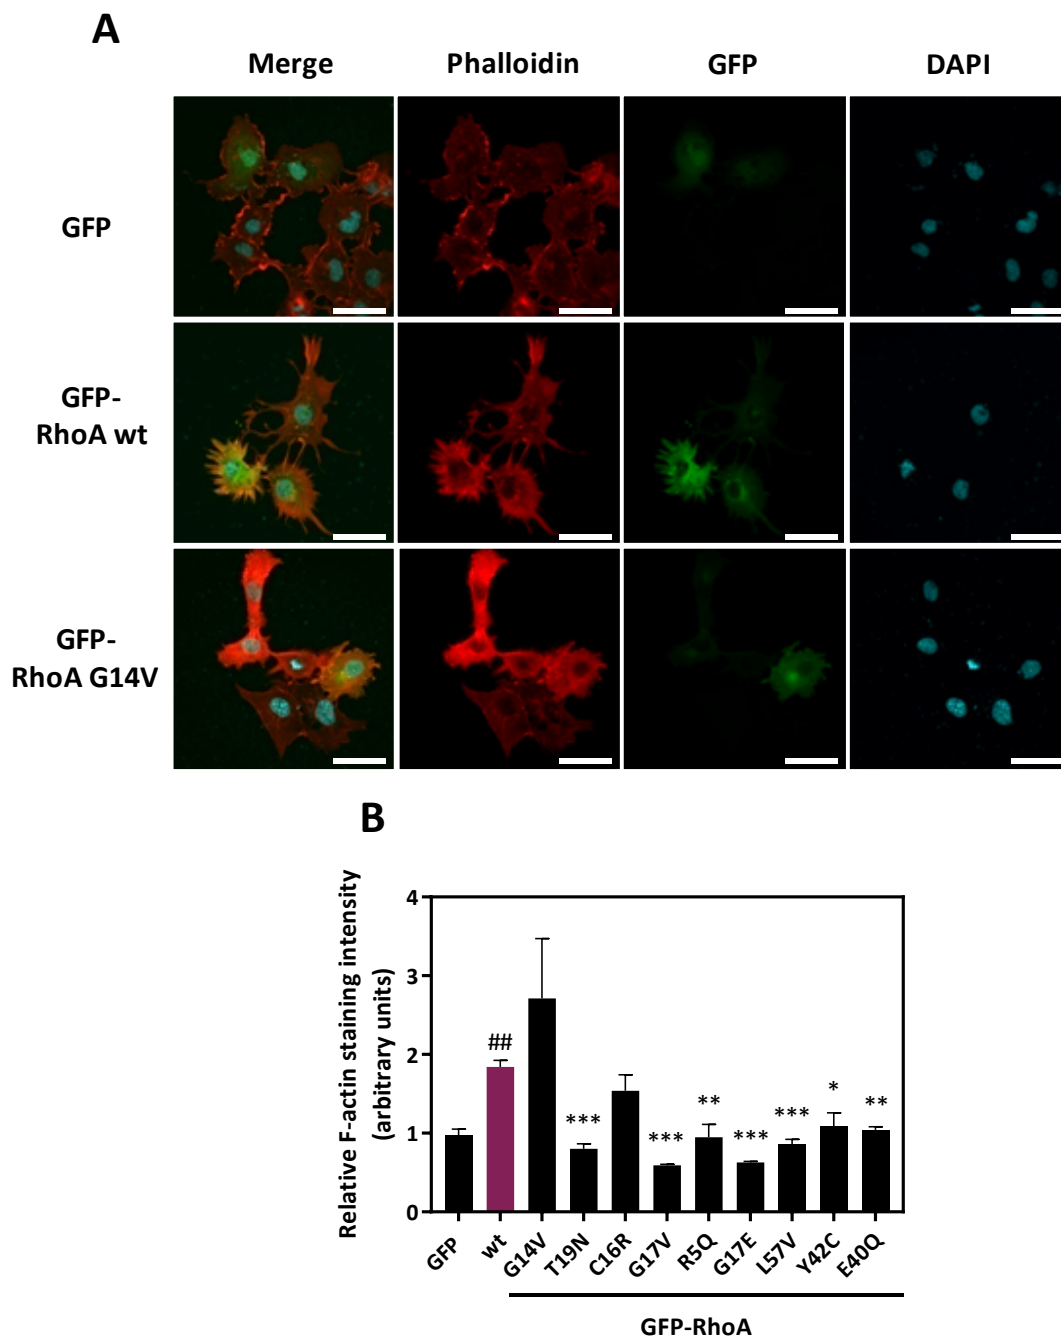 A
Merge Phalloidin GFP DAPI
GFP
GFP-
RhoA wt
GFP-
RhoA G14V
B
Relative F-actin staining intensity
(arbitrary units)
4
3
2
1
0
##
***
***
**
***
***
*
**
GFP wt G14V T19N C16R G17V R5Q G17E L57V Y42C E40Q
GFP-RhoA